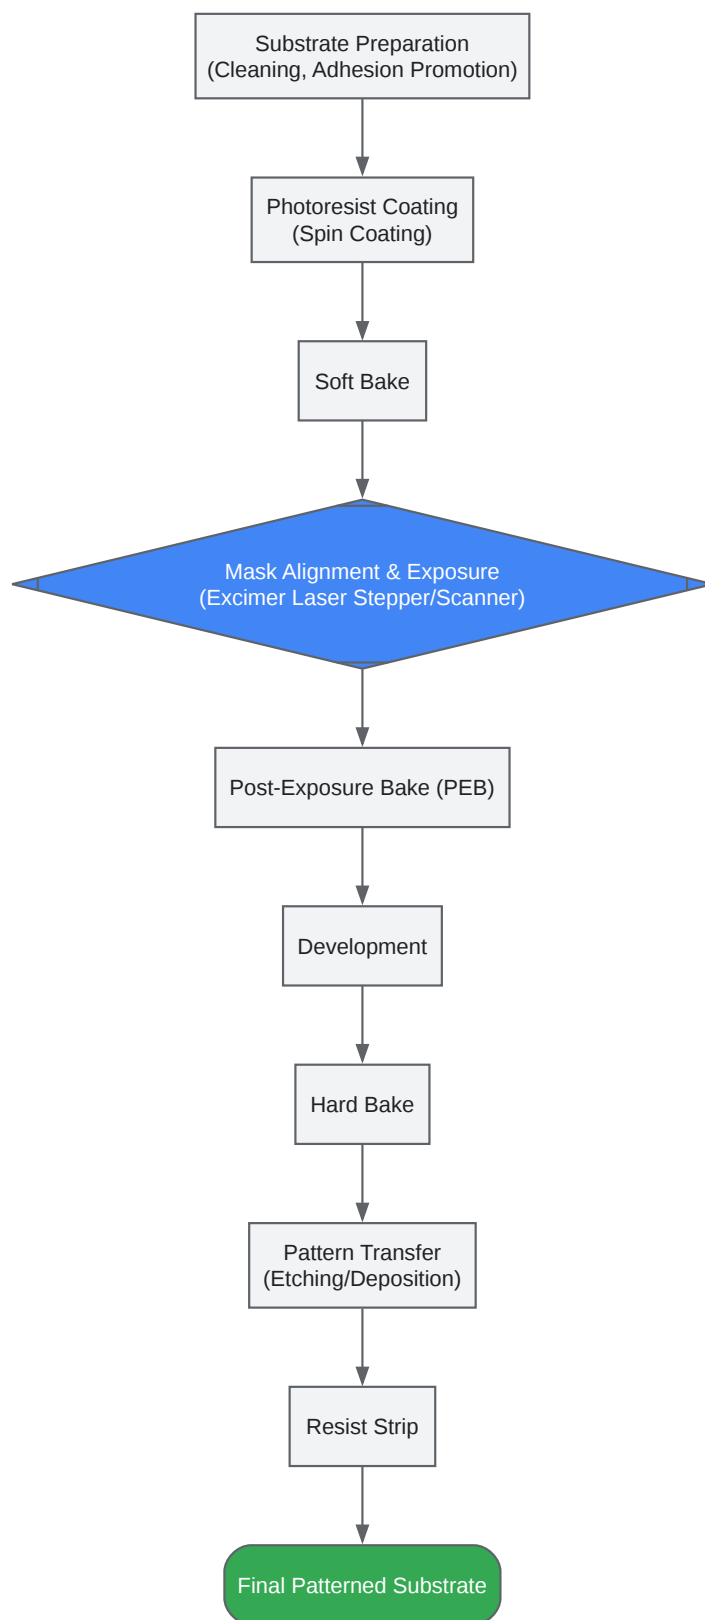 Substrate Preparation
(Cleaning, Adhesion Promotion)
Photoresist Coating
(Spin Coating)
Soft Bake
Mask Alignment & Exposure
(Excimer Laser Stepper/Scanner)
Post-Exposure Bake (PEB)
Development
Hard Bake
Pattern Transfer
(Etching/Deposition)
Resist Strip
Final Patterned Substrate